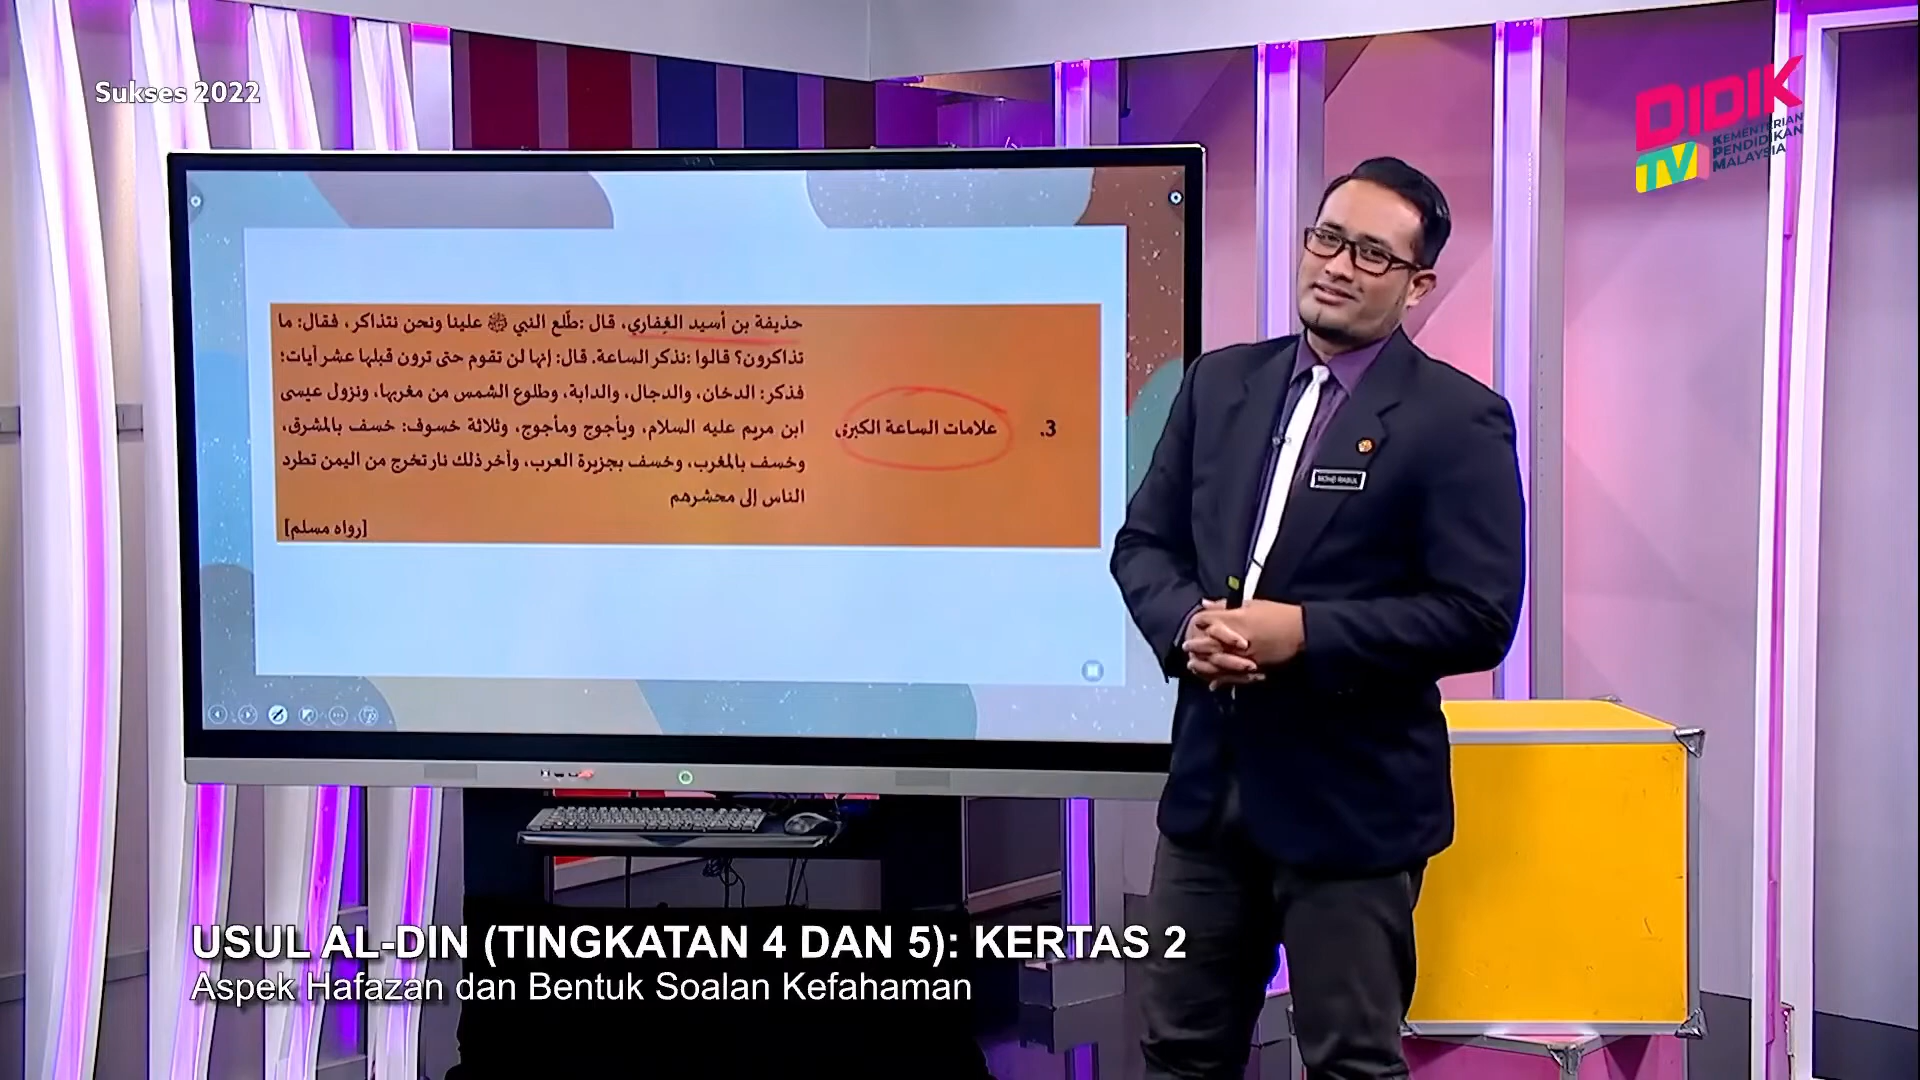 Sukses 2022
DIDIK
TV
KEMENTERIAN
PENDIDIKAN
MALAYSIA
3.
علامات الساعة الكبرى
حذيفة بن أسيد الغِفاري، قال :طّلع النبي ﷺ علينا ونحن نتذاكر، فقال: ما
تذاكرون؟ قالوا :نذكر الساعة. قال: إنها لن تقوم حتى ترون قبلها عشر آيات؛
فذكر: الدخان، والدجال، والدابة، وطلوع الشمس من مغربها، ونزول عيسى
ابن مريم عليه السلام، ويأجوج ومأجوج، وثلاثة خسوف: خسف بالمشرق،
وخسف بالمغرب، وخسف بجزيرة العرب، وآخر ذلك نار تخرج من اليمن تطرد
الناس إلى محشرهم
[رواه مسلم]
USUL AL-DIN (TINGKATAN 4 DAN 5): KERTAS 2
Aspek Hafazan dan Bentuk Soalan Kefahaman